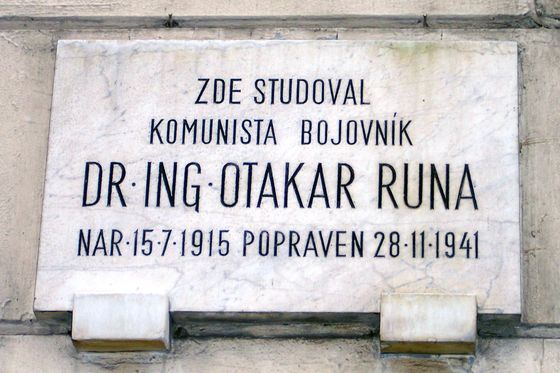 ZDE STUDOVAL
KOMUNISTA BOJOVNÍK
DR·ING·OTAKAR RUNA
NAR·15·7·1915 POPRAVEN 28·11·1941